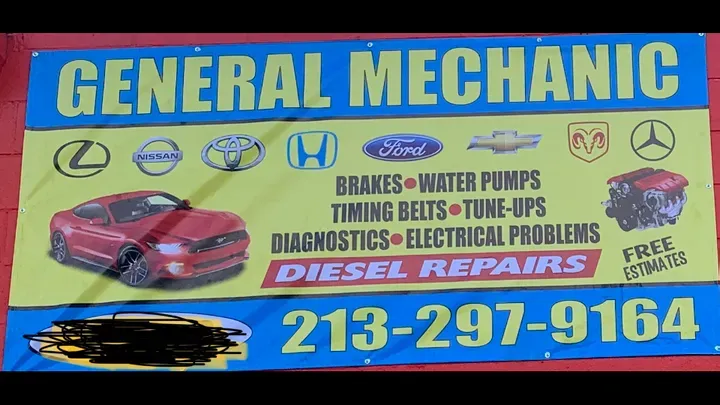 GENERAL MECHANIC
NISSAN
Ford
BRAKES•WATER PUMPS
TIMING BELTS•TUNE-UPS
DIAGNOSTICS•ELECTRICAL PROBLEMS
DIESEL REPAIRS
FREE
ESTIMATES
213-297-9164